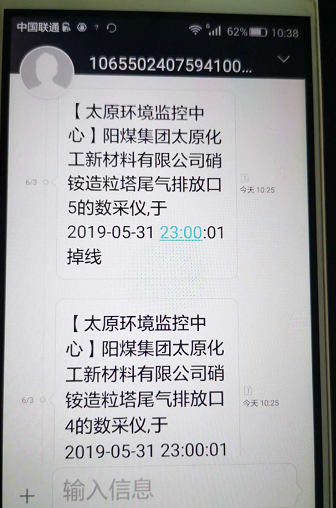 中国联通 62% 10:38
1065502407594100...
【太原环境监控中
心】阳煤集团太原化
工新材料有限公司硝
铵造粒塔尾气排放口
5的数采仪,于
2019-05-31 23:00:01
掉线
6/3
1
今天 10:25
【太原环境监控中
心】阳煤集团太原化
工新材料有限公司硝
铵造粒塔尾气排放口
4的数采仪,于
2019-05-31 23:00:01
6/3
1
今天 10:25
输入信息